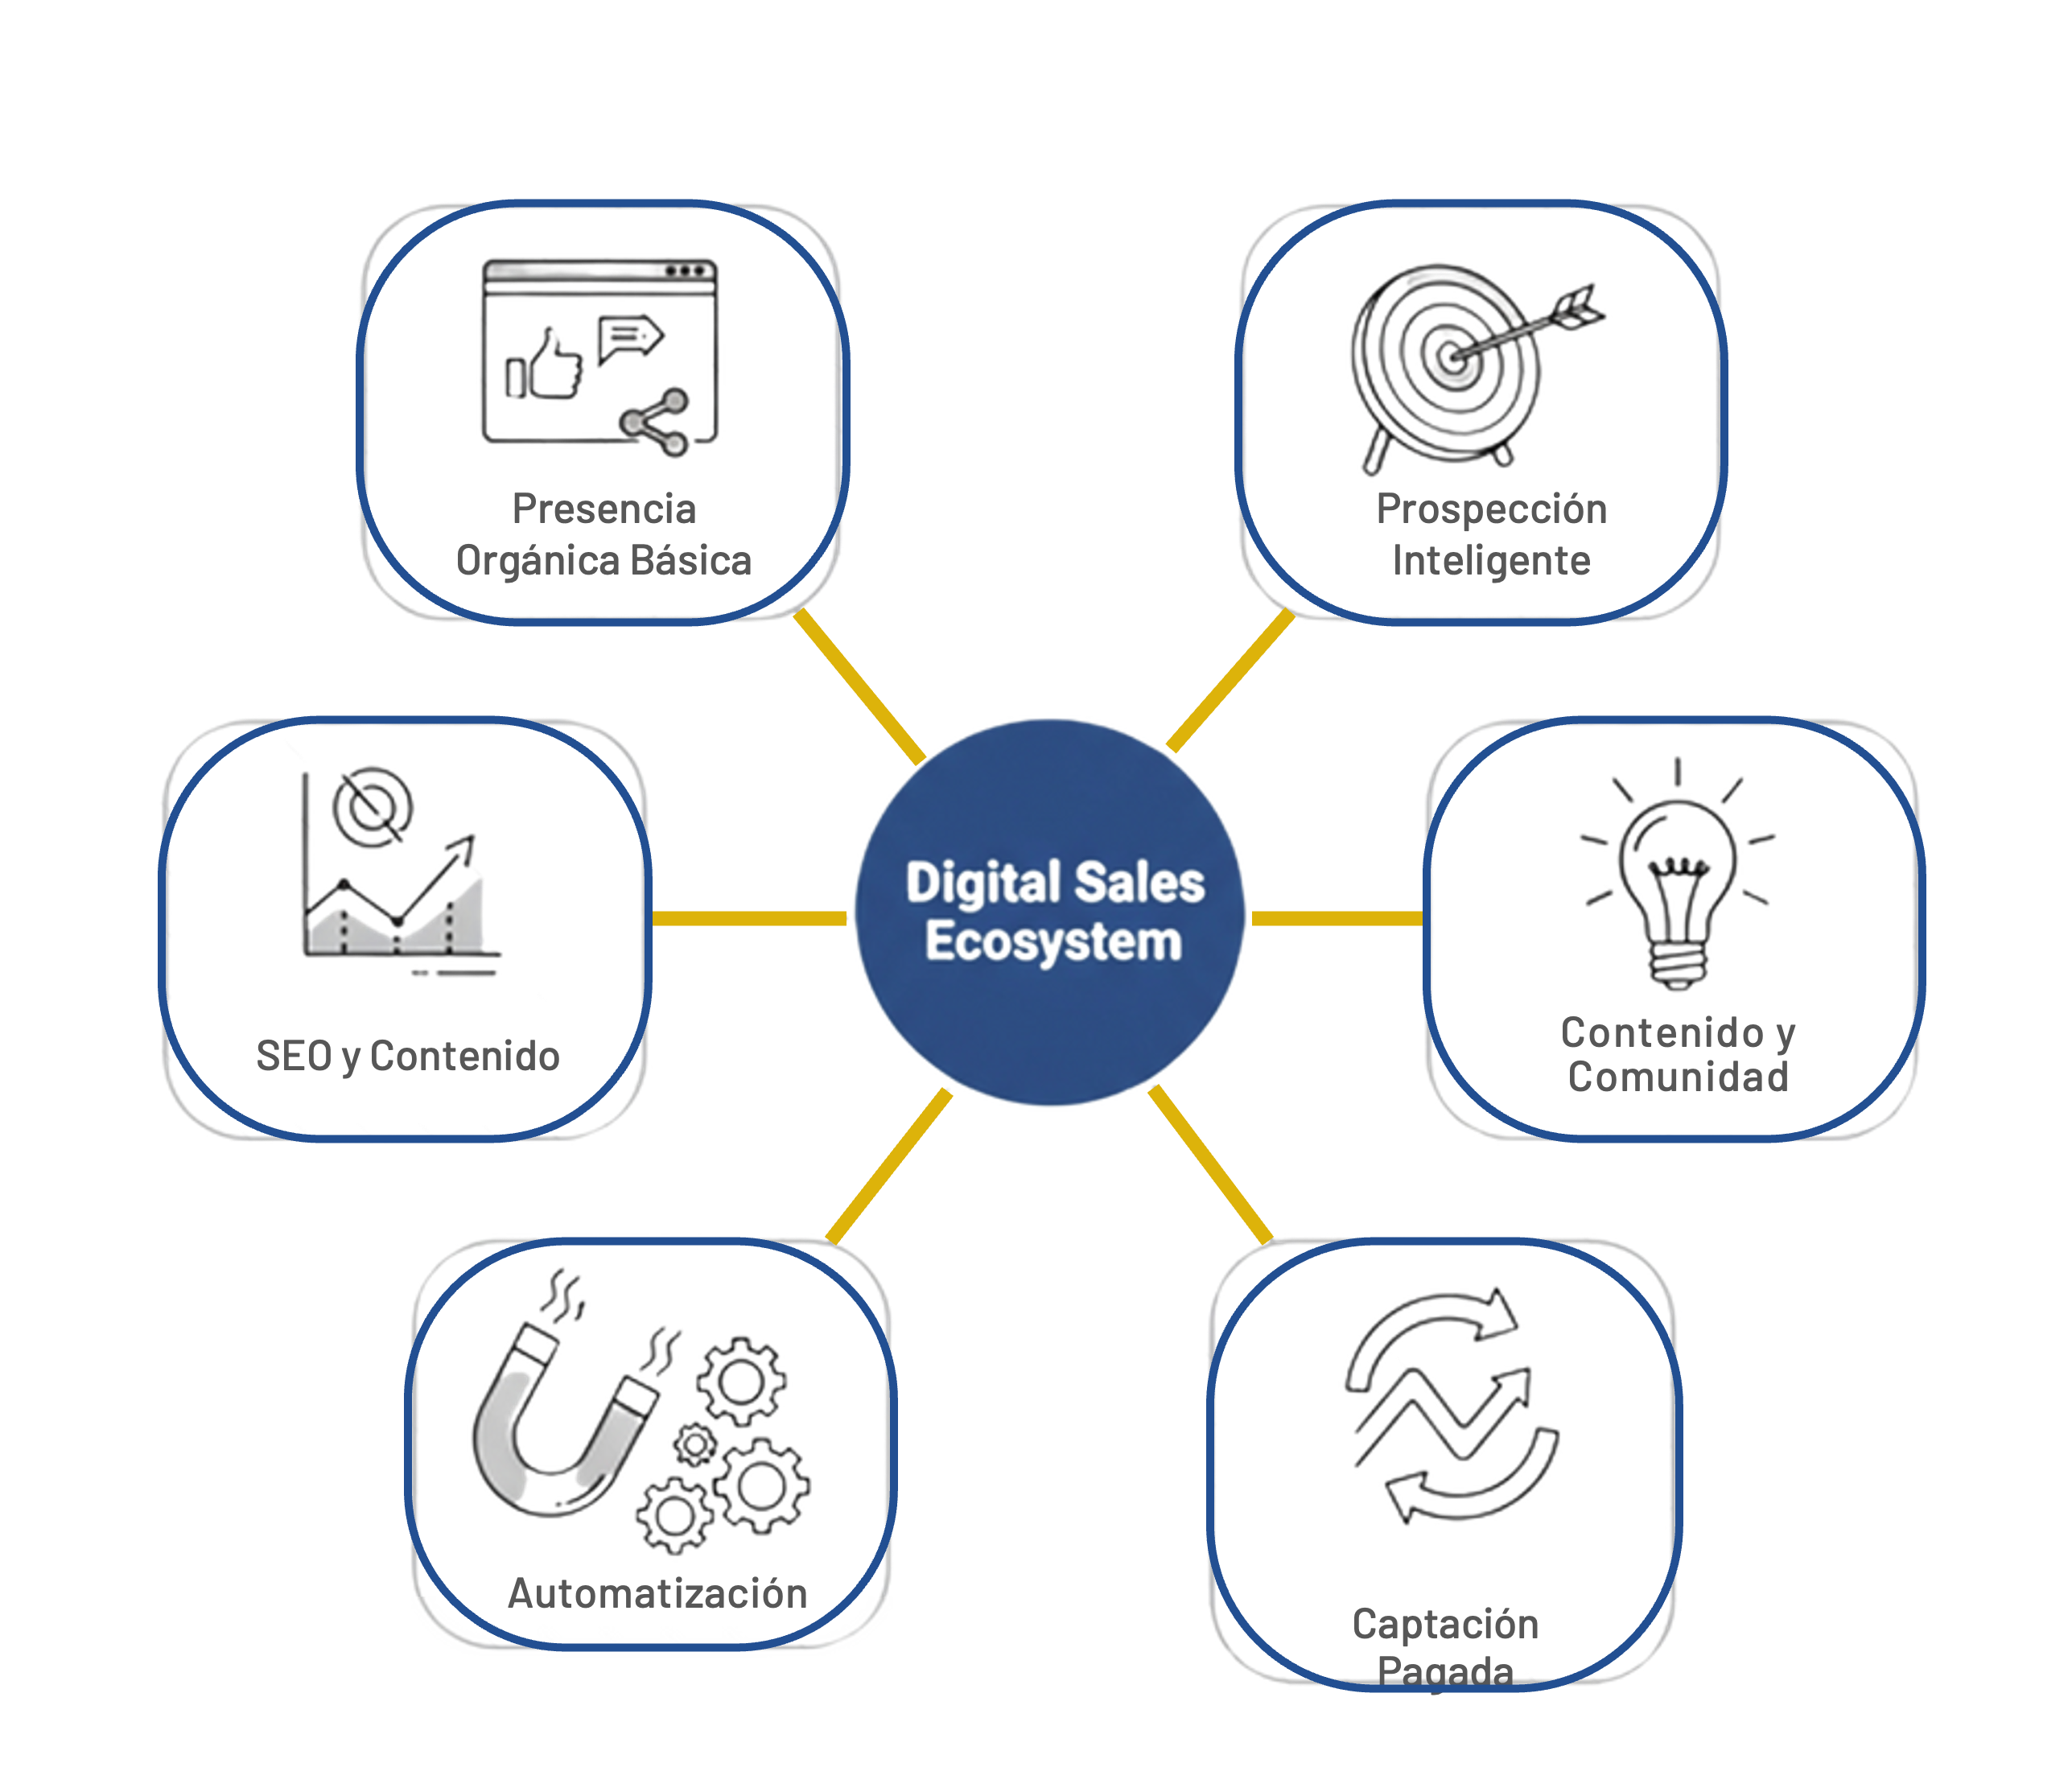 Presencia
Orgánica Básica
Prospección
Inteligente
Digital Sales
Ecosystem
SEO y Contenido
Contenido y
Comunidad
Automatización
Captación
Pagada